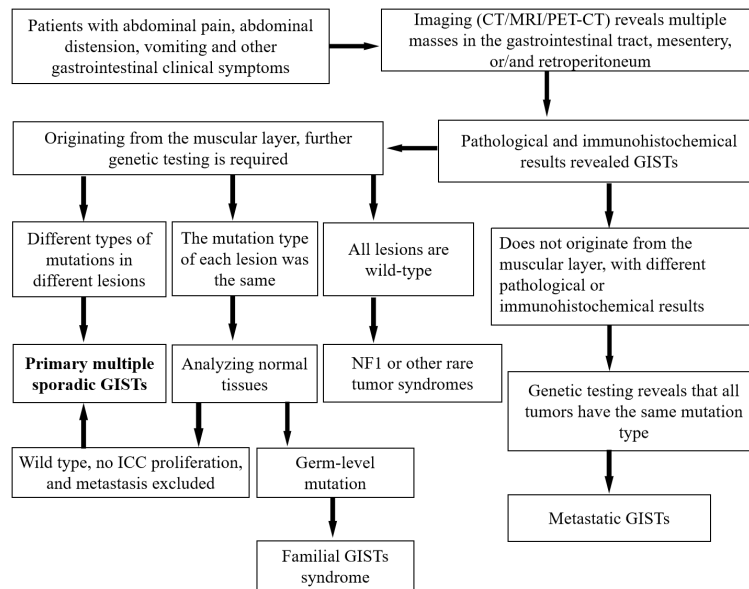 Patients with abdominal pain, abdominal
distension, vomiting and other
gastrointestinal clinical symptoms
Imaging (CT/MRI/PET-CT) reveals multiple
masses in the gastrointestinal tract, mesentery,
or/and retroperitoneum
Originating from the muscular layer, further
genetic testing is required
Pathological and immunohistochemical
results revealed GISTs
Different types of
mutations in
different lesions
The mutation type
of each lesion was
the same
All lesions are
wild-type
Does not originate from the
muscular layer, with different
pathological or
immunohistochemical results
Primary multiple
sporadic GISTs
Analyzing normal
tissues
NF1 or other rare
tumor syndromes
Genetic testing reveals that all
tumors have the same mutation
type
Wild type, no ICC proliferation,
and metastasis excluded
Germ-level
mutation
Metastatic GISTs
Familial GISTs
syndrome